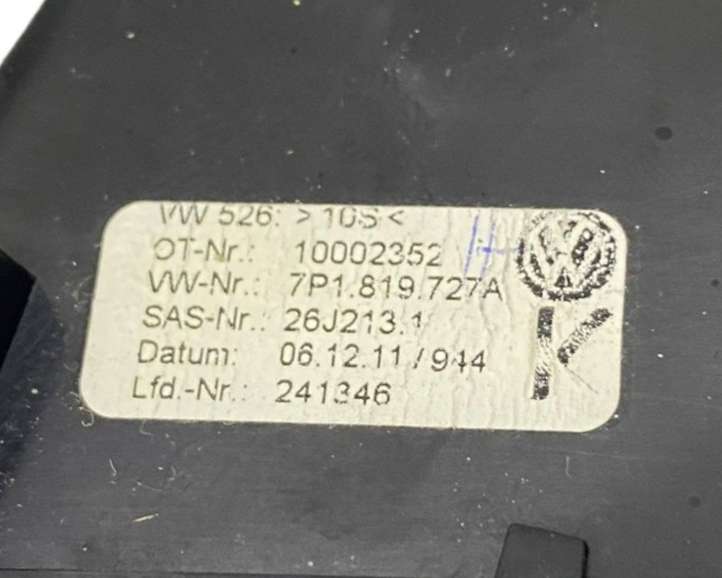 VW 526: >10S<
OT-Nr.: 10002352 H
VW-Nr.: 7P1.819.727A
SAS-Nr.: 26J213.1
Datum: 06.12.11/944
Lfd.-Nr.: 241346
VW
K